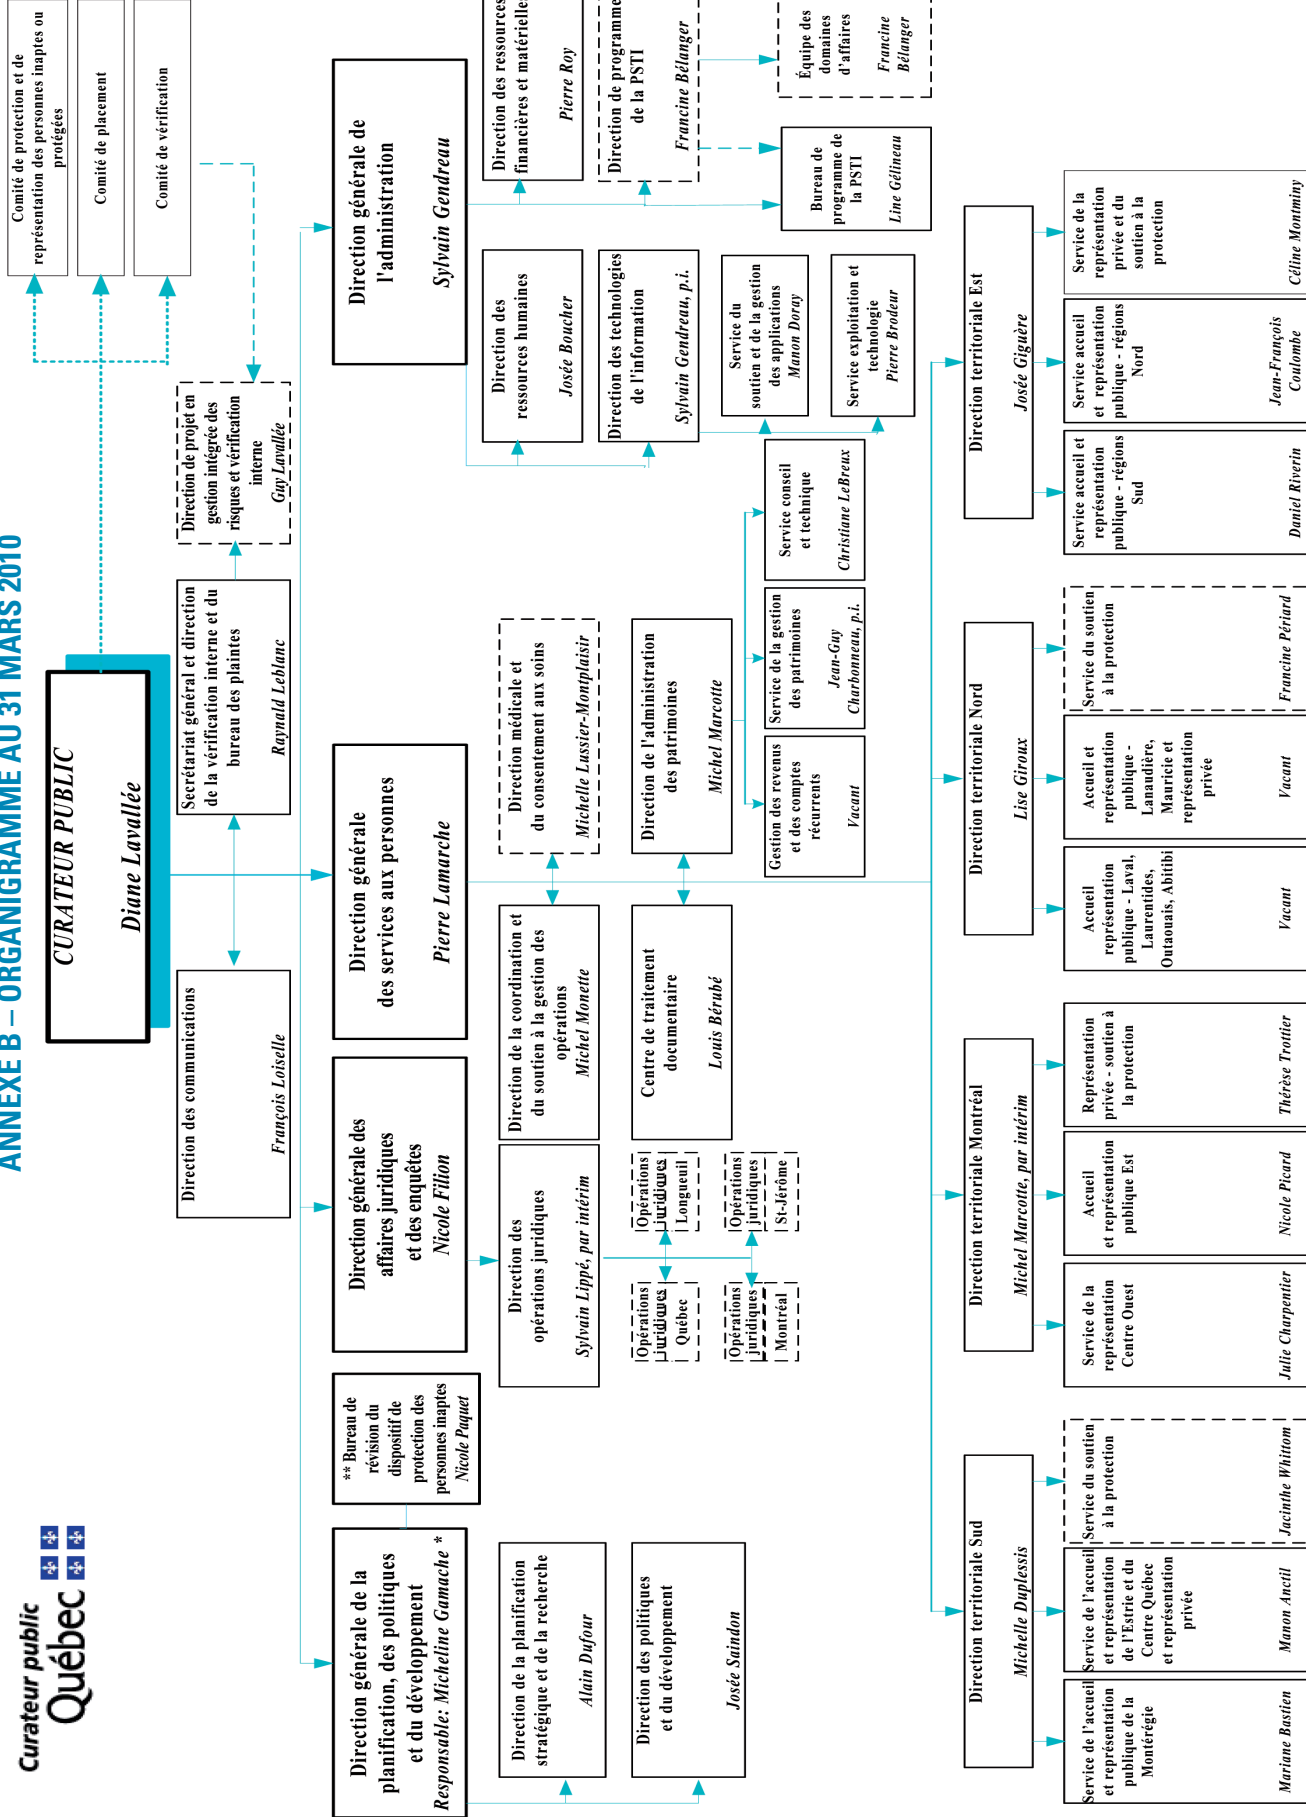 Curateur public
Québec
ANNEXE B – ORGANIGRAMME AU 31 MARS 2010
CURATEUR PUBLIC
Diane Lavallée
Comité de protection et de
représentation des personnes inaptes ou
protégées
Comité de placement
Comité de vérification
Direction des communications
François Loiselle
Secrétariat général et direction
de la vérification interne et du
bureau des plaintes
Raynald Leblanc
Direction de projet en
gestion intégrée des
risques et vérification
interne
Guy Lavallée
Direction générale de la
planification, des politiques
et du développement
Responsable: Micheline Gamache *
** Bureau de
révision du
dispositif de
protection des
personnes inaptes
Nicole Paquet
Direction générale des
affaires juridiques
et des enquêtes
Nicole Filion
Direction générale
des services aux personnes
Pierre Lamarche
Direction générale de
l'administration
Sylvain Gendreau
Direction de la planification
stratégique et de la recherche
Alain Dufour
Direction des politiques
et du développement
Josée Saindon
Direction des
opérations juridiques
Sylvain Lippé, par intérim
Opérations
juridiques
Québec
Opérations
juridiques
Longueuil
Opérations
juridiques
Montréal
Opérations
juridiques
St-Jérôme
Direction de la coordination et
du soutien à la gestion des
opérations
Michel Monette
Direction médicale et
du consentement aux soins
Michelle Lussier-Montplaisir
Centre de traitement
documentaire
Louis Bérubé
Direction de l'administration
des patrimoines
Michel Marcotte
Gestion des revenus
et des comptes
récurrents
Vacant
Service de la gestion
des patrimoines
Jean-Guy
Charbonneau, p.i.
Service conseil
et technique
Christiane LeBreux
Direction des
ressources humaines
Josée Boucher
Direction des ressources
financières et matérielles
Pierre Roy
Direction des technologies
de l'information
Sylvain Gendreau, p.i.
Direction de programme
de la PSTI
Francine Bélanger
Service du
soutien et de la gestion
des applications
Manon Doray
Service exploitation et
technologie
Pierre Brodeur
Bureau de
programme de
la PSTI
Line Gélineau
Équipe des
domaines
d'affaires
Francine
Bélanger
Direction territoriale Sud
Michelle Duplessis
Service de l'accueil
et représentation
publique de la
Montérégie
Mariane Bastien
Service de l'accueil
et représentation
de l'Estrie et du
Centre Québec
et représentation
privée
Manon Anctil
Service du soutien
à la protection
Jacinthe Whittom
Direction territoriale Montréal
Michel Marcotte, par intérim
Service de la
représentation
Centre Ouest
Julie Charpentier
Accueil
et représentation
publique Est
Nicole Picard
Représentation
privée - soutien à
la protection
Thérèse Trottier
Direction territoriale Nord
Lise Giroux
Accueil
représentation
publique - Laval,
Laurentides,
Outaouais, Abitibi
Vacant
Accueil et
représentation
publique -
Lanaudière,
Mauricie et
représentation
privée
Vacant
Service du soutien
à la protection
Francine Périard
Direction territoriale Est
Josée Giguère
Service accueil et
représentation
publique - régions
Sud
Daniel Riverin
Service accueil
et représentation
publique - régions
Nord
Jean-François
Coulombe
Service de la
représentation
privée et du
soutien à la
protection
Céline Montminy